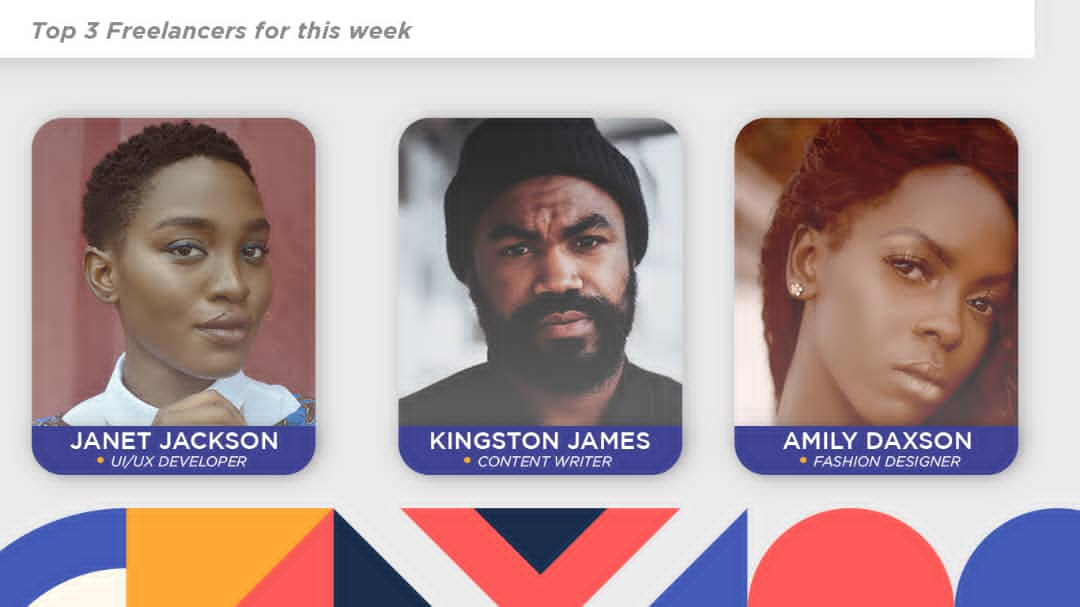 Top 3 Freelancers for this week
JANET JACKSON
• UI/UX DEVELOPER
KINGSTON JAMES
• CONTENT WRITER
AMILY DAXSON
• FASHION DESIGNER